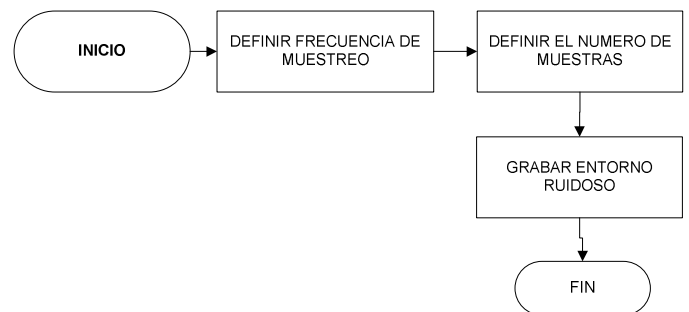 INICIO
DEFINIR FRECUENCIA DE
MUESTREO
DEFINIR EL NUMERO DE
MUESTRAS
GRABAR ENTORNO
RUIDOSO
FIN